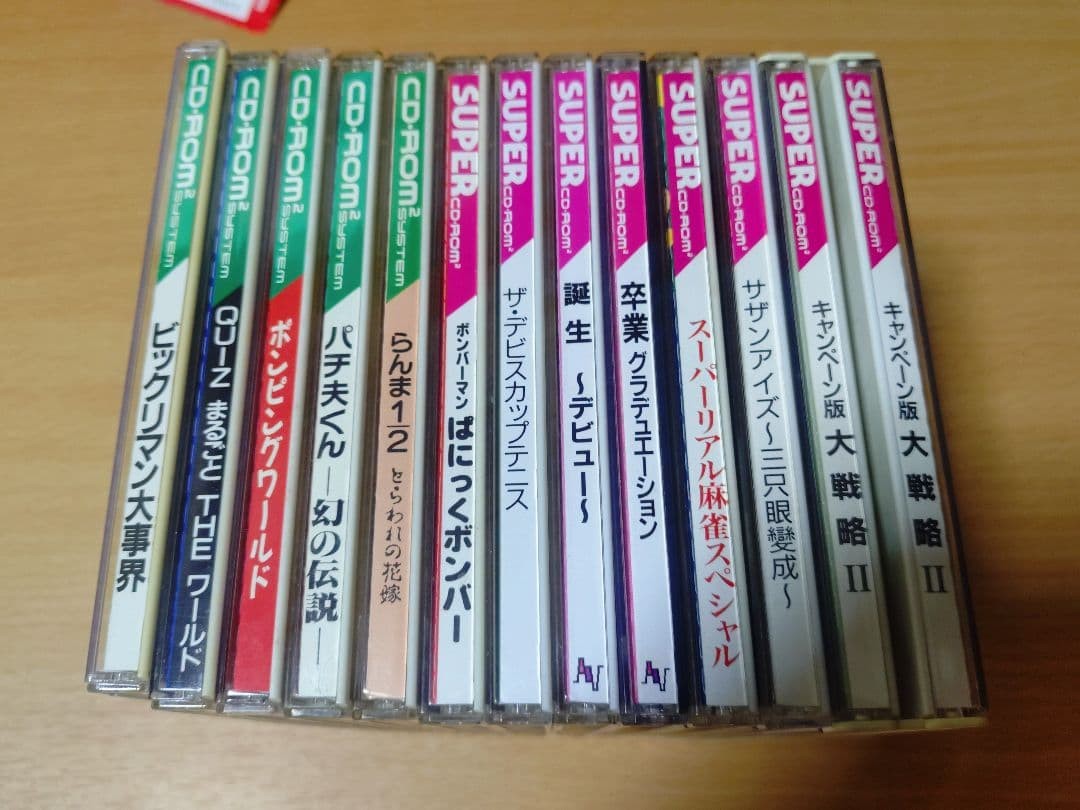 CD-ROM² SYSTEM ビックリマン大事界
CD-ROM² SYSTEM QUIZ まるごと THE ワールド
CD-ROM² SYSTEM ポンピングワールド
CD-ROM² SYSTEM パチ夫くん ―幻の伝説―
CD-ROM² SYSTEM らんま1/2 とらわれの花嫁
SUPER CD-ROM² ボンバーマン ぱにっくボンバー
SUPER CD-ROM² ザ・デビスカップテニス
SUPER CD-ROM² 誕生 ～デビュー～
SUPER CD-ROM² 卒業 グラデュエーション
SUPER CD-ROM² スーパーリアル麻雀スペシャル
SUPER CD-ROM² サザンアイズ～三只眼變成～
SUPER CD-ROM² キャンペーン版 大戦略 II
SUPER CD-ROM² キャンペーン版 大戦略 II